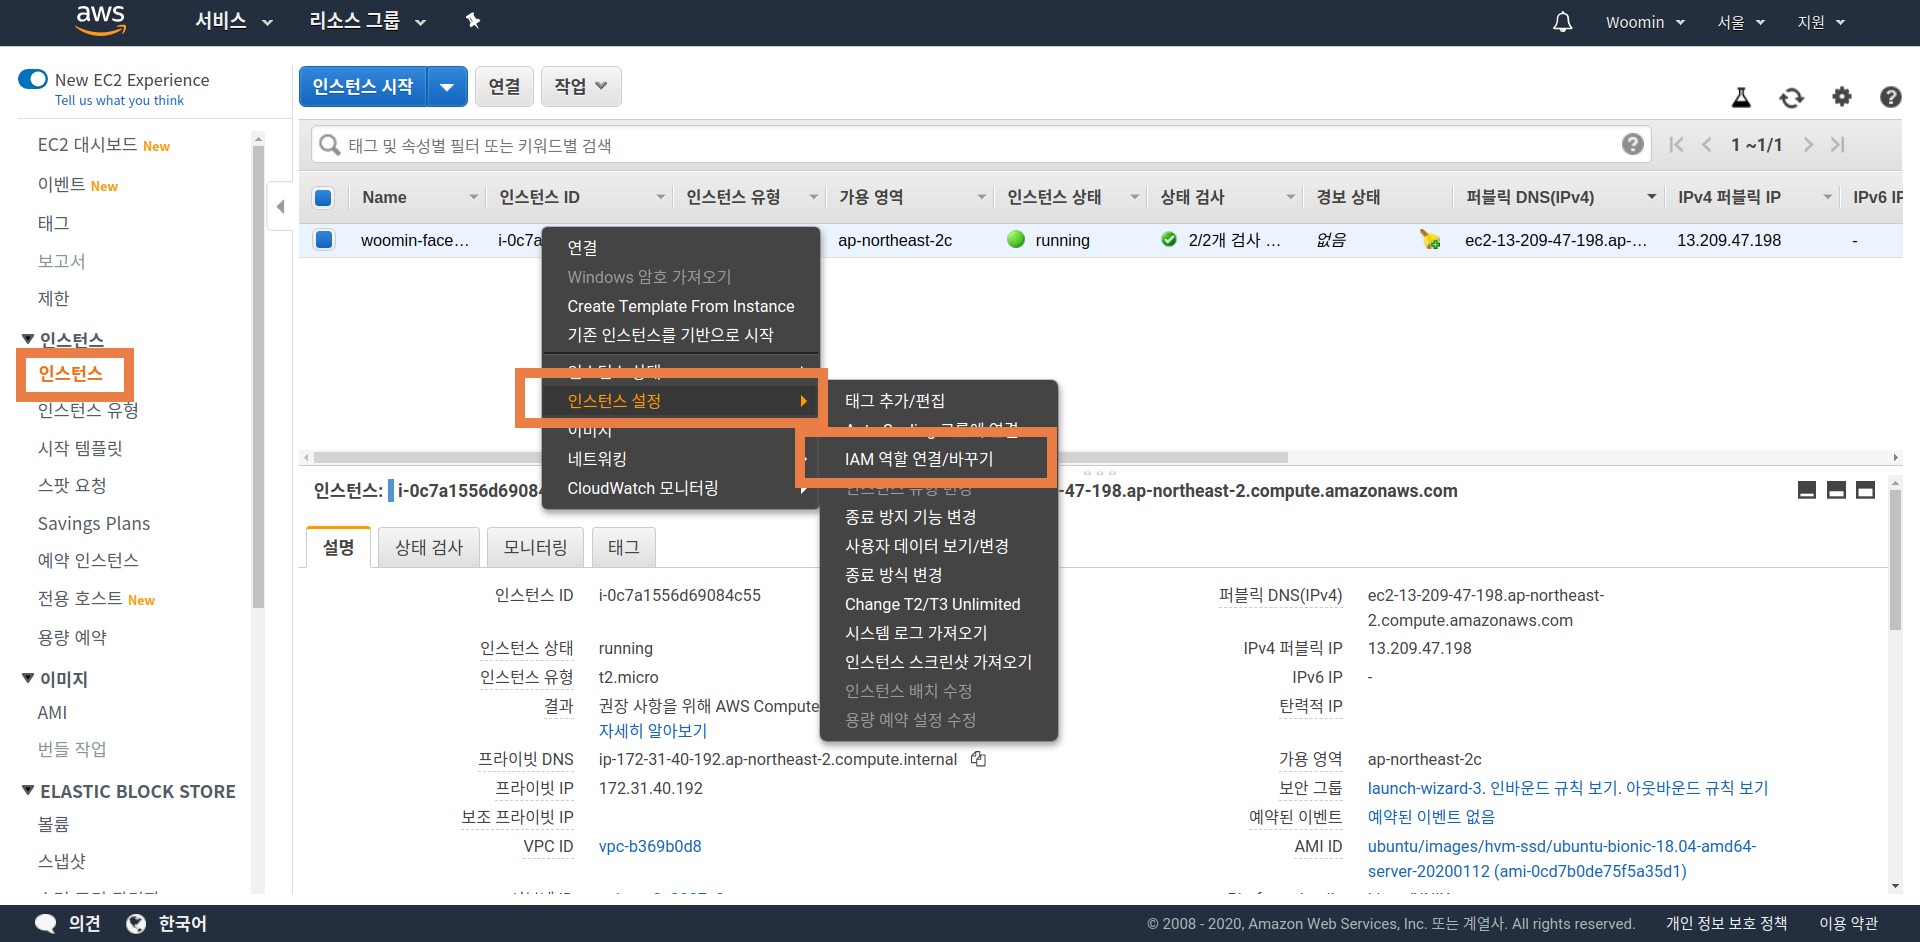 aws 서비스 리소스 그룹 Woomin 서울 지원
New EC2 Experience
Tell us what you think
EC2 대시보드 New
이벤트 New
태그
보고서
제한
인스턴스
인스턴스
인스턴스 유형
시작 템플릿
스팟 요청
Savings Plans
예약 인스턴스
전용 호스트 New
용량 예약
이미지
AMI
번들 작업
ELASTIC BLOCK STORE
볼륨
스냅샷
인스턴스 시작 연결 작업
태그 및 속성별 필터 또는 키워드별 검색 1 ~1/1
Name 인스턴스 ID 인스턴스 유형 가용 영역 인스턴스 상태 상태 검사 경보 상태 퍼블릭 DNS(IPv4) IPv4 퍼블릭 IP IPv6 IP
woomin-face... i-0c7a ap-northeast-2c running 2/2개 검사 ... 없음 ec2-13-209-47-198.ap-... 13.209.47.198 -
연결
Windows 암호 가져오기
Create Template From Instance
기존 인스턴스를 기반으로 시작
인스턴스 상태
인스턴스 설정
이미지
네트워킹
CloudWatch 모니터링
태그 추가/편집
Auto Scaling 그룹에 연결
IAM 역할 연결/바꾸기
인스턴스 유형 변경
종료 방지 기능 변경
사용자 데이터 보기/변경
종료 방식 변경
Change T2/T3 Unlimited
시스템 로그 가져오기
인스턴스 스크린샷 가져오기
인스턴스 배치 수정
용량 예약 설정 수정
인스턴스: i-0c7a1556d6908 -47-198.ap-northeast-2.compute.amazonaws.com
설명 상태 검사 모니터링 태그
인스턴스 ID i-0c7a1556d69084c55
인스턴스 상태 running
인스턴스 유형 t2.micro
결과 권장 사항을 위해 AWS Compute
자세히 알아보기
프라이빗 DNS ip-172-31-40-192.ap-northeast-2.compute.internal
프라이빗 IP 172.31.40.192
보조 프라이빗 IP
VPC ID vpc-b369b0d8
퍼블릭 DNS(IPv4) ec2-13-209-47-198.ap-northeast-
2.compute.amazonaws.com
IPv4 퍼블릭 IP 13.209.47.198
IPv6 IP -
탄력적 IP
가용 영역 ap-northeast-2c
보안 그룹 launch-wizard-3. 인바운드 규칙 보기. 아웃바운드 규칙 보기
예약된 이벤트 예약된 이벤트 없음
AMI ID ubuntu/images/hvm-ssd/ubuntu-bionic-18.04-amd64-
server-20200112 (ami-0cd7b0de75f5a35d1)
의견 한국어 © 2008 - 2020, Amazon Web Services, Inc. 또는 계열사. All rights reserved. 개인 정보 보호 정책 이용 약관